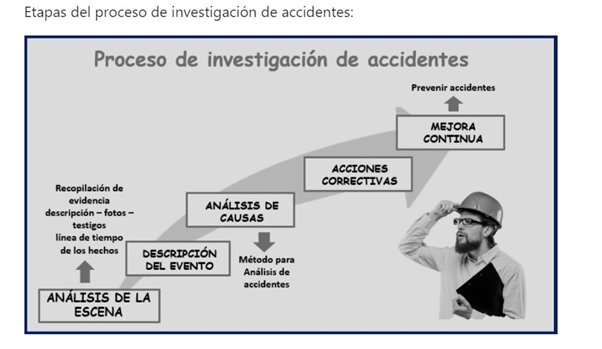 Etapas del proceso de investigación de accidentes:
Proceso de investigación de accidentes
Prevenir accidentes
MEJORA
CONTINUA
ACCIONES
CORRECTIVAS
Recopilación de
evidencia
descripción – fotos –
testigos
línea de tiempo
de los hechos
ANÁLISIS DE
CAUSAS
Método para
Análisis de
accidentes
DESCRIPCIÓN
DEL EVENTO
ANÁLISIS DE LA
ESCENA